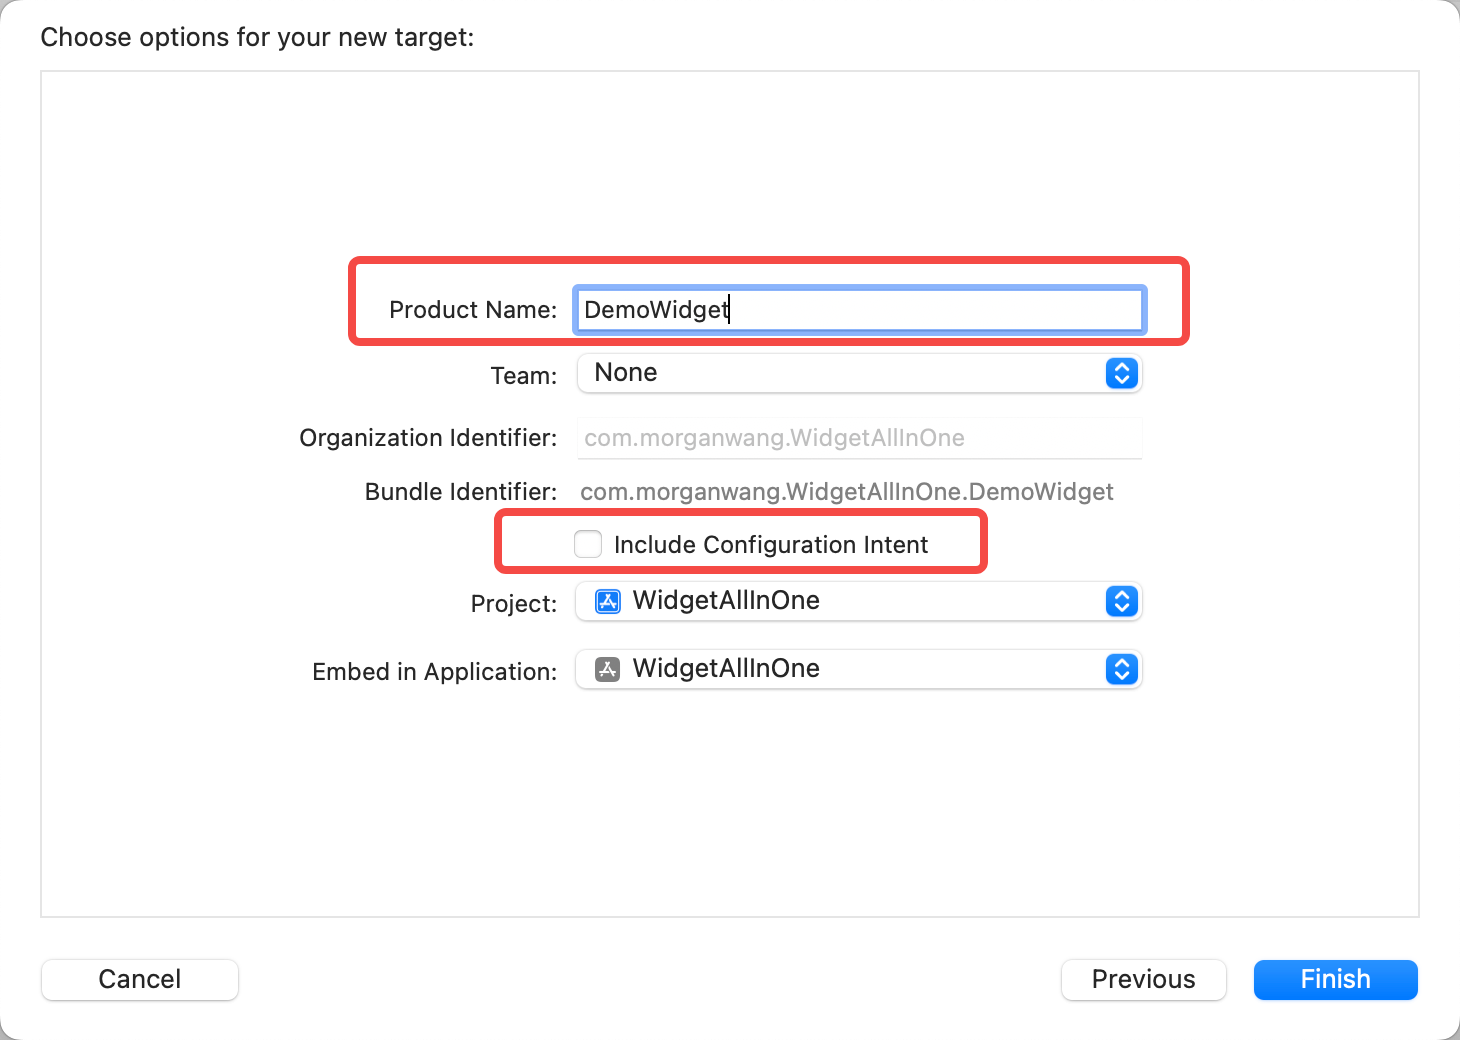 Choose options for your new target:
Product Name: DemoWidget
Team: None
Organization Identifier: com.morganwang.WidgetAllInOne
Bundle Identifier: com.morganwang.WidgetAllInOne.DemoWidget
Include Configuration Intent
Project: WidgetAllInOne
Embed in Application: WidgetAllInOne
Cancel Previous Finish